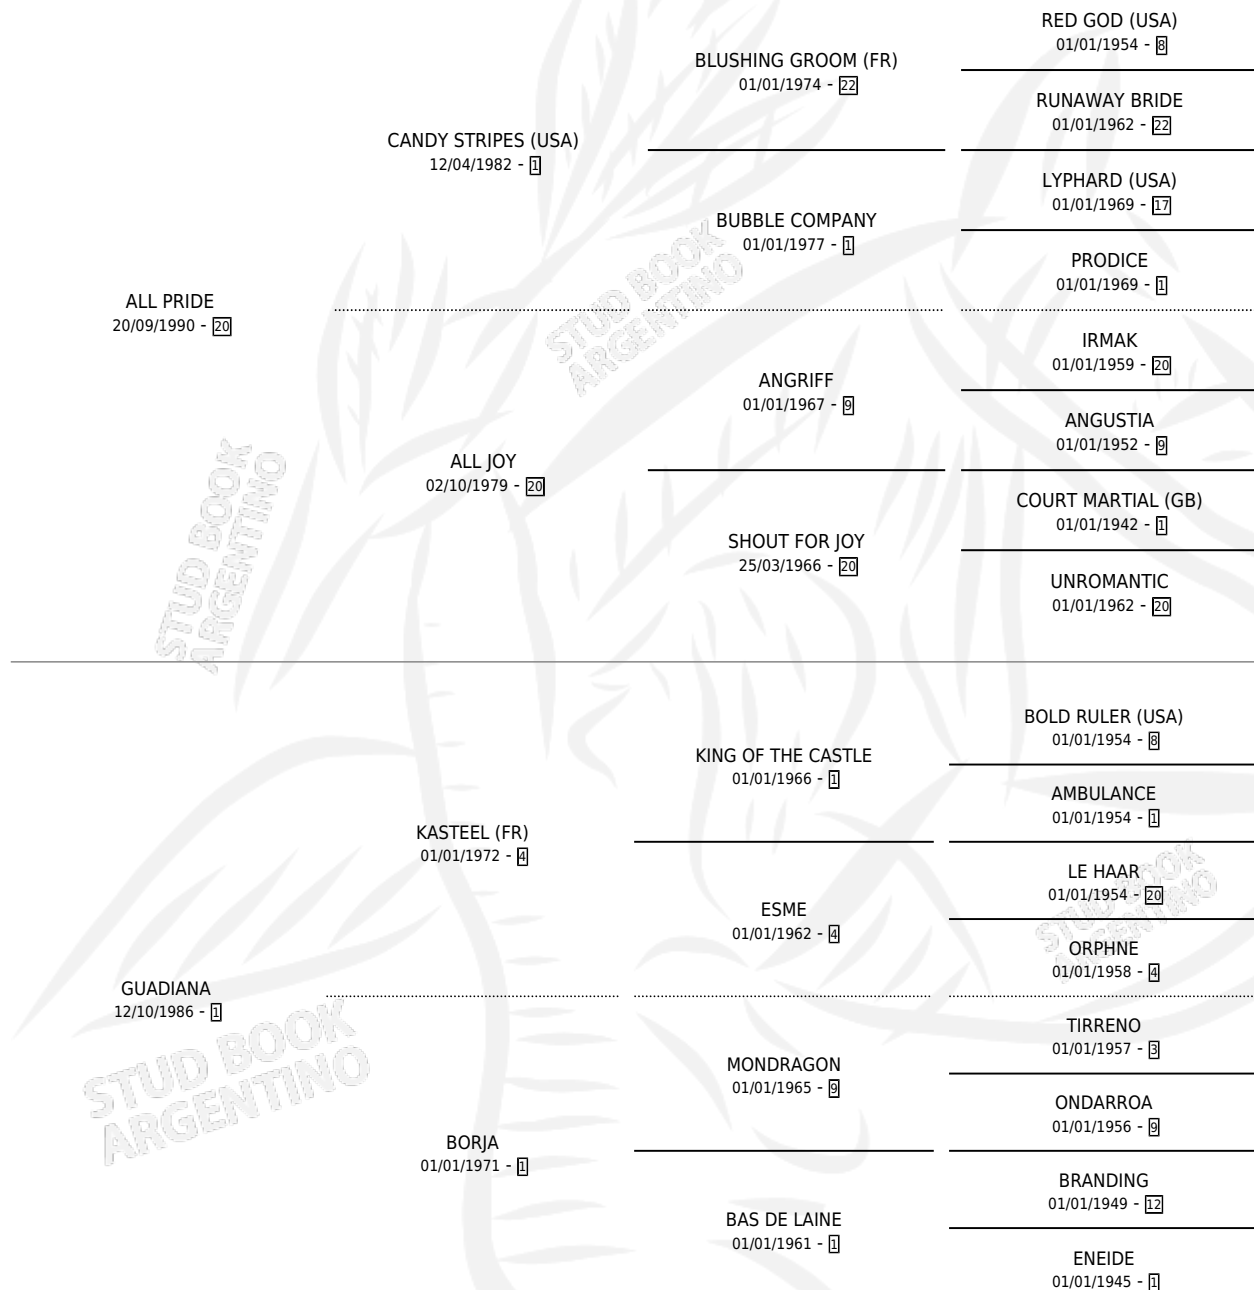 RED GOD (USA)
01/01/1954 - 8
BLUSHING GROOM (FR)
01/01/1974 - 22
RUNAWAY BRIDE
01/01/1962 - 22
CANDY STRIPES (USA)
12/04/1982 - 1
LYPHARD (USA)
01/01/1969 - 17
BUBBLE COMPANY
01/01/1977 - 1
PRODICE
01/01/1969 - 1
ALL PRIDE
20/09/1990 - 20
IRMAK
01/01/1959 - 20
ANGRIFF
01/01/1967 - 9
ANGUSTIA
01/01/1952 - 9
ALL JOY
02/10/1979 - 20
COURT MARTIAL (GB)
01/01/1942 - 1
SHOUT FOR JOY
25/03/1966 - 20
UNROMANTIC
01/01/1962 - 20
STUD BOOK
ARGENTINO
STUD BOOK
ARGENTINO
BOLD RULER (USA)
01/01/1954 - 8
KING OF THE CASTLE
01/01/1966 - 1
AMBULANCE
01/01/1954 - 1
KASTEEL (FR)
01/01/1972 - 4
LE HAAR
01/01/1954 - 20
ESME
01/01/1962 - 4
ORPHNE
01/01/1958 - 4
GUADIANA
12/10/1986 - 1
TIRRENO
01/01/1957 - 3
MONDRAGON
01/01/1965 - 9
ONDARROA
01/01/1956 - 9
BORJA
01/01/1971 - 1
BRANDING
01/01/1949 - 12
BAS DE LAINE
01/01/1961 - 1
ENEIDE
01/01/1945 - 1
STUD BOOK
ARGENTINO
STUD BOOK
ARGENTINO